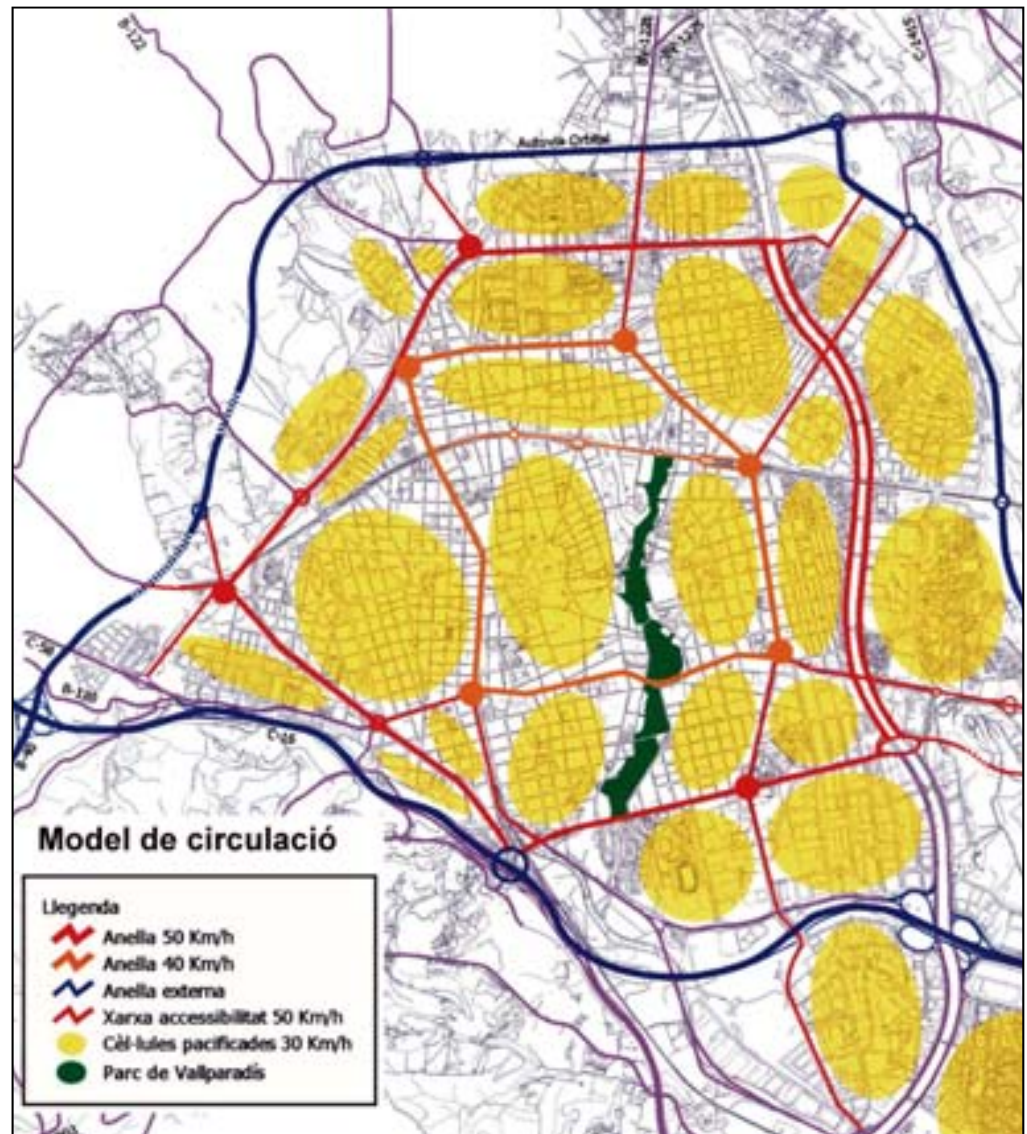 B-122
C-1415
Autovia Orbital
C-58
C-16
Model de circulació
Llegenda
Anella 50 Km/h
Anella 40 Km/h
Anella externa
Xarxa accessibilitat 50 Km/h
Cèl·lules pacificades 30 Km/h
Parc de Vallparadís